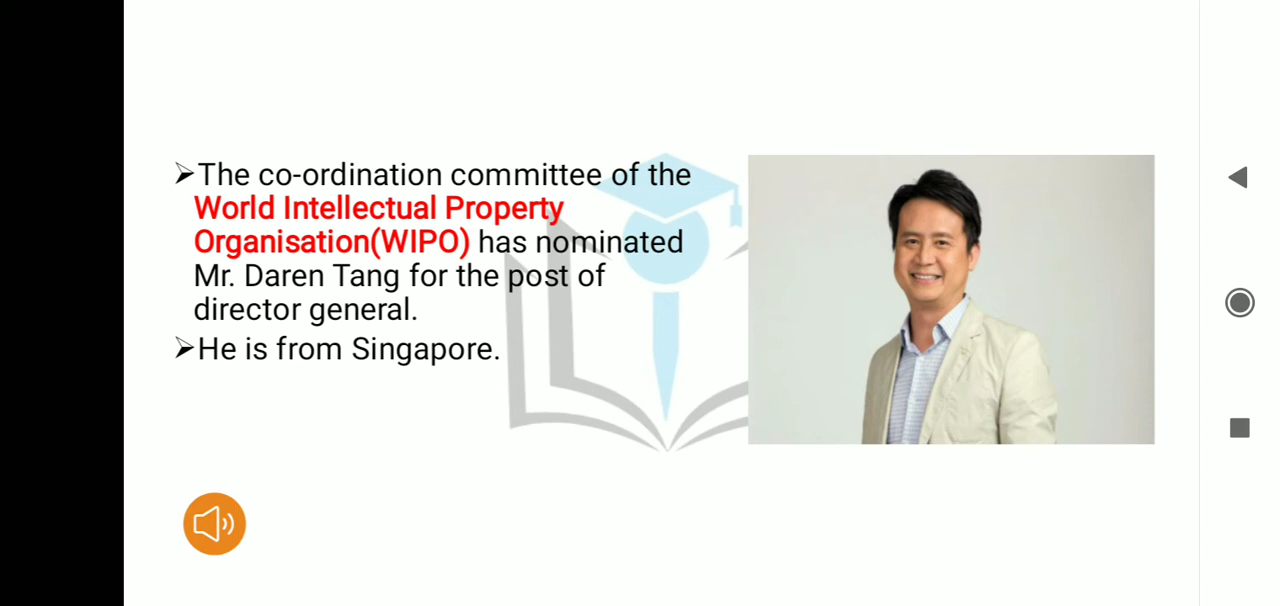 ➢The co-ordination committee of the
World Intellectual Property
Organisation(WIPO) has nominated
Mr. Daren Tang for the post of
director general.
➢He is from Singapore.